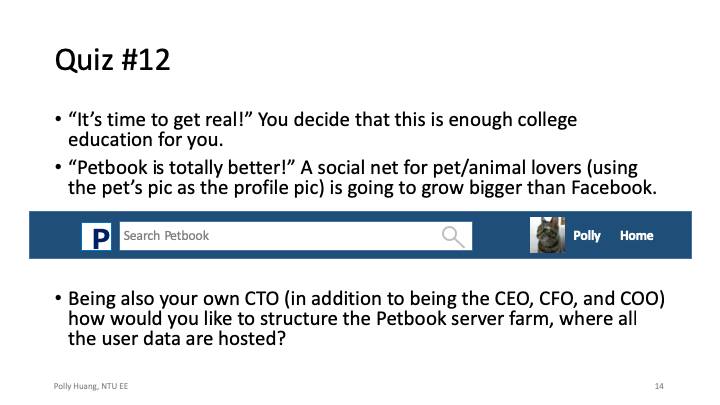 Quiz #12
• “It’s time to get real!” You decide that this is enough college
education for you.
• “Petbook is totally better!” A social net for pet/animal lovers (using
the pet’s pic as the profile pic) is going to grow bigger than Facebook.
P Search Petbook Polly Home
• Being also your own CTO (in addition to being the CEO, CFO, and COO)
how would you like to structure the Petbook server farm, where all
the user data are hosted?
Polly Huang, NTU EE 14